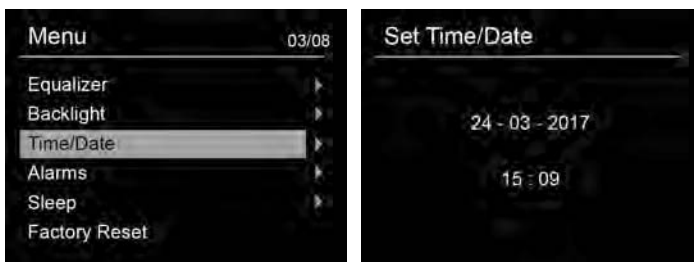 Menu 03/08
Equalizer
Backlight
Time/Date
Alarms
Sleep
Factory Reset
Set Time/Date
24 - 03 - 2017
15 : 09